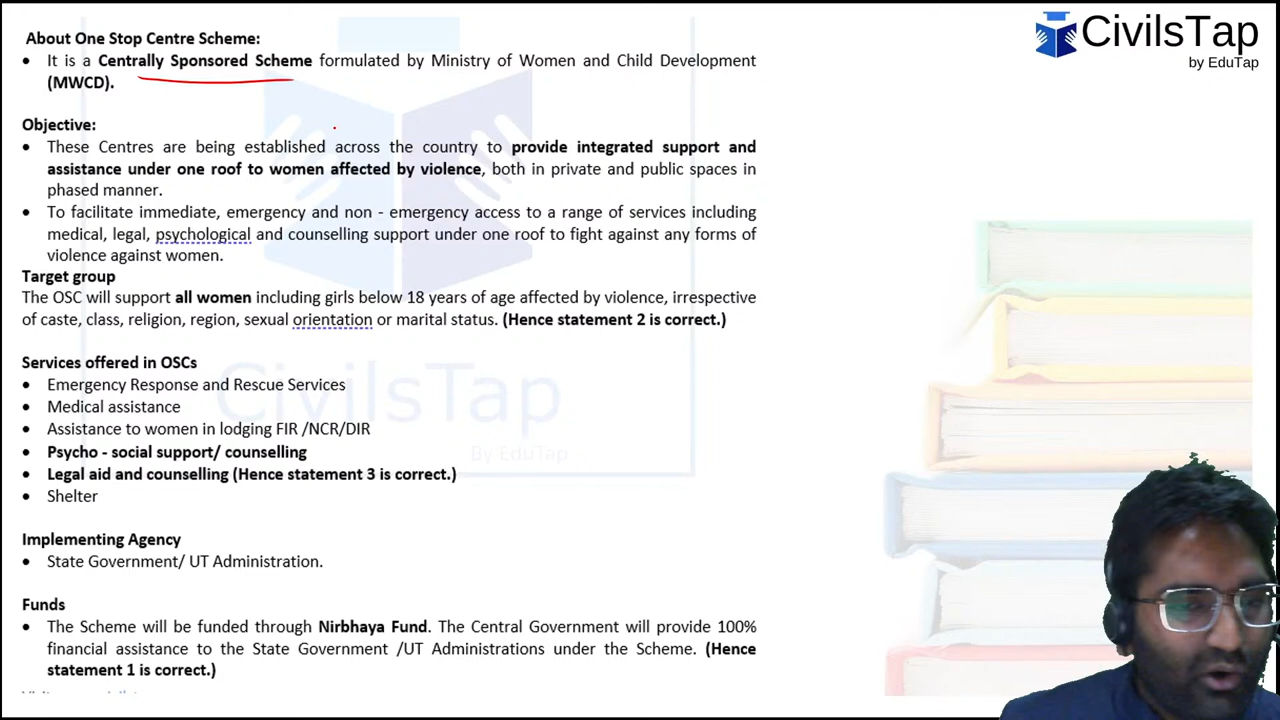 CivilsTap
by EduTap
About One Stop Centre Scheme:
• It is a Centrally Sponsored Scheme formulated by Ministry of Women and Child Development
(MWCD).
Objective:
• These Centres are being established across the country to provide integrated support and
assistance under one roof to women affected by violence, both in private and public spaces in
phased manner.
• To facilitate immediate, emergency and non - emergency access to a range of services including
medical, legal, psychological and counselling support under one roof to fight against any forms of
violence against women.
Target group
The OSC will support all women including girls below 18 years of age affected by violence, irrespective
of caste, class, religion, region, sexual orientation or marital status. (Hence statement 2 is correct.)
Services offered in OSCs
• Emergency Response and Rescue Services
• Medical assistance
• Assistance to women in lodging FIR /NCR/DIR
• Psycho - social support/ counselling
• Legal aid and counselling (Hence statement 3 is correct.)
• Shelter
CivilsTap
By EduTap
Implementing Agency
• State Government/ UT Administration.
Funds
• The Scheme will be funded through Nirbhaya Fund. The Central Government will provide 100%
financial assistance to the State Government /UT Administrations under the Scheme. (Hence
statement 1 is correct.)